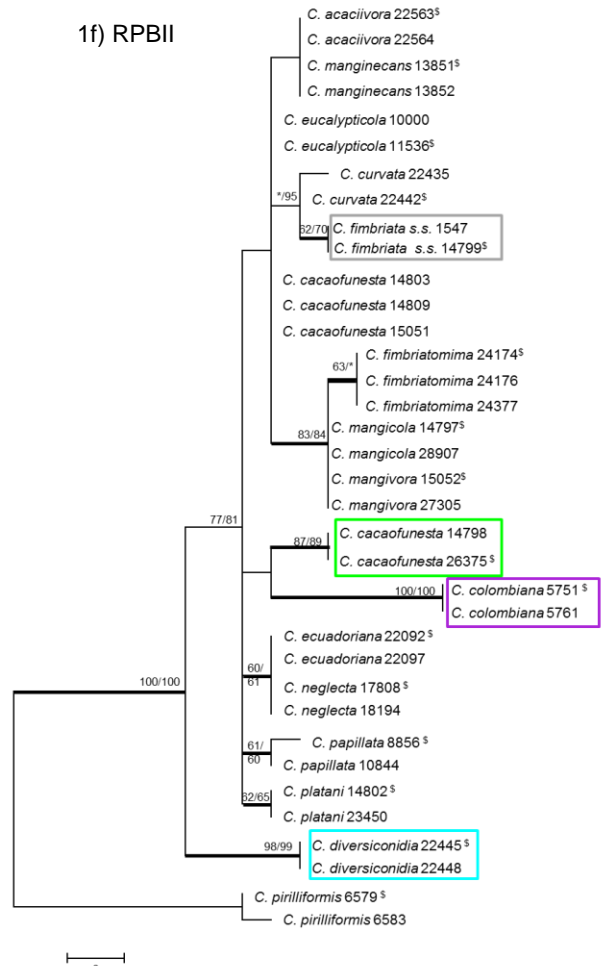 1f) RPBII
C. acaciivora 22563$
C. acaciivora 22564
C. manginecans 13851$
C. manginecans 13852
C. eucalypticola 10000
C. eucalypticola 11536$
C. curvata 22435
*/95
C. curvata 22442$
62/70
C. fimbriata s.s. 1547
C. fimbriata s.s. 14799$
C. cacaofunesta 14803
C. cacaofunesta 14809
C. cacaofunesta 15051
C. fimbriatomima 24174$
63/*
C. fimbriatomima 24176
C. fimbriatomima 24377
C. mangicola 14797$
83/84
C. mangicola 28907
C. mangivora 15052$
C. mangivora 27305
77/81
C. cacaofunesta 14798
87/89
C. cacaofunesta 26375$
100/100
C. colombiana 5751 $
C. colombiana 5761
C. ecuadoriana 22092 $
C. ecuadoriana 22097
60/
61
C. neglecta 17808 $
100/100
C. neglecta 18194
C. papillata 8856 $
61/
60
C. papillata 10844
C. platani 14802 $
62/65
C. platani 23450
C. diversiconidia 22445 $
98/99
C. diversiconidia 22448
C. pirilliformis 6579 $
C. pirilliformis 6583